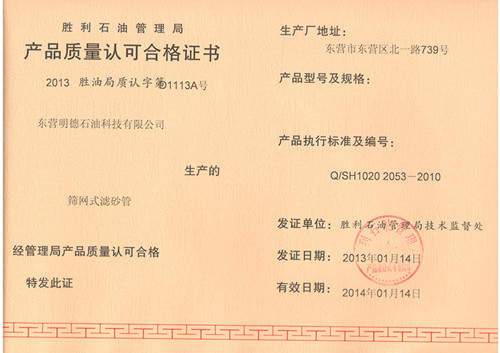 胜利石油管理局
产品质量认可合格证书
2013 胜油局质认字第D1113A号
东营明德石油科技有限公司
生产的
筛网式滤砂管
经管理局产品质量认可合格
特发此证
生产厂地址:
东营市东营区北一路739号
产品型号及规格:
产品执行标准及编号:
Q/SH1020 2053-2010
发证单位: 胜利石油管理局技术监督处
发证日期: 2013年01月14日
有效日期: 2014年01月14日